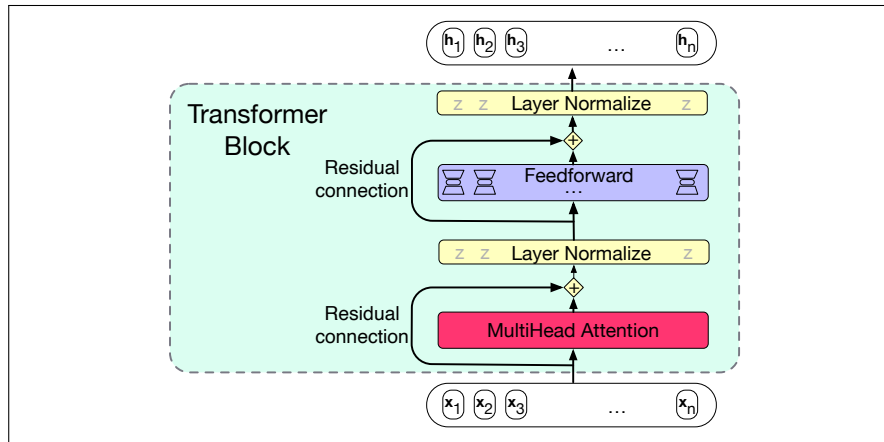 h1 h2 h3 ... hn
z z Layer Normalize z
Transformer
Block
+
Residual
connection
Feedforward
...
z z Layer Normalize z
+
Residual
connection
MultiHead Attention
x1 x2 x3 ... xn